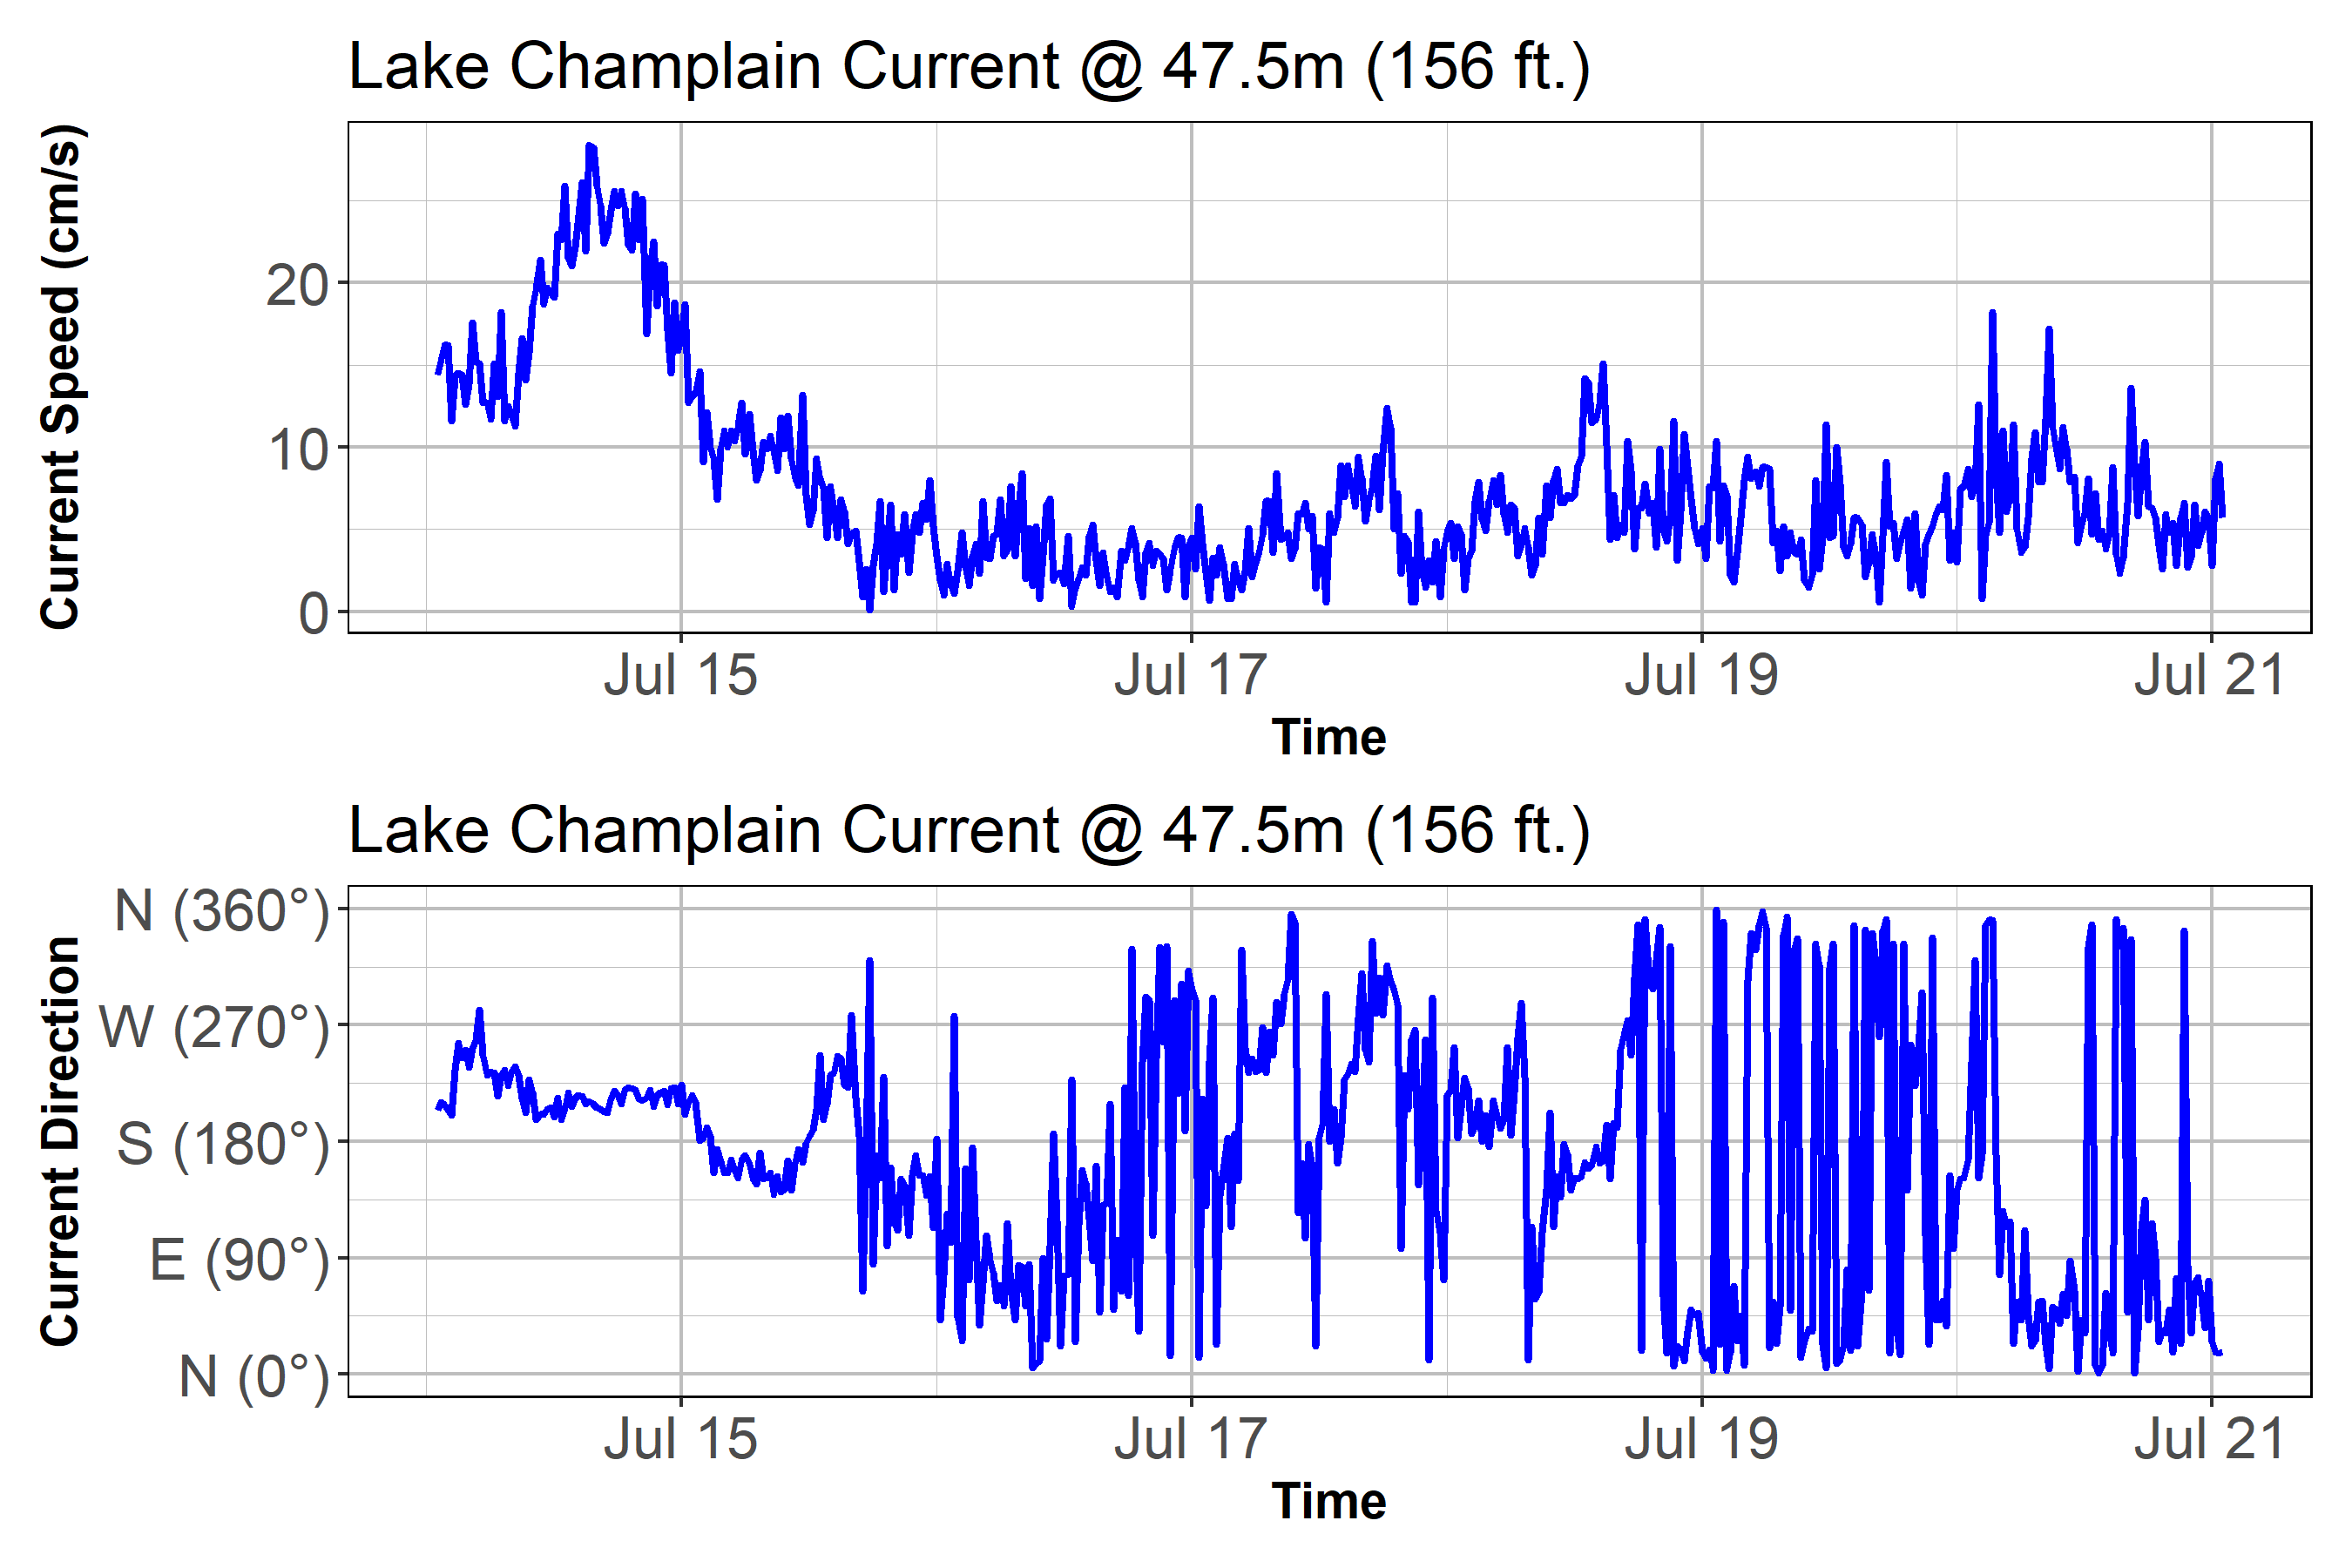 Lake Champlain Current @ 47.5m (156 ft.)
Current Speed (cm/s)
20
10
0
Jul 15 Jul 17 Jul 19 Jul 21
Time
Lake Champlain Current @ 47.5m (156 ft.)
Current Direction
N (360°)
W (270°)
S (180°)
E (90°)
N (0°)
Jul 15 Jul 17 Jul 19 Jul 21
Time